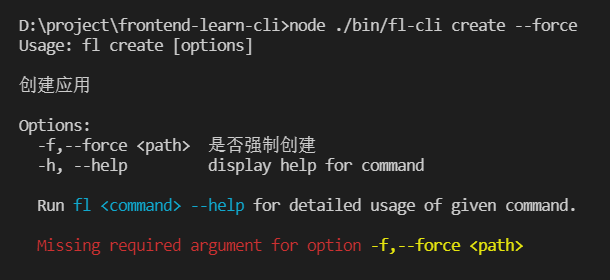 D:\project\frontend-learn-cli>node ./bin/fl-cli create --force
Usage: fl create [options]
创建应用
Options:
-f,--force <path>  是否强制创建
-h, --help         display help for command
Run fl <command> --help for detailed usage of given command.
Missing required argument for option -f,--force <path>